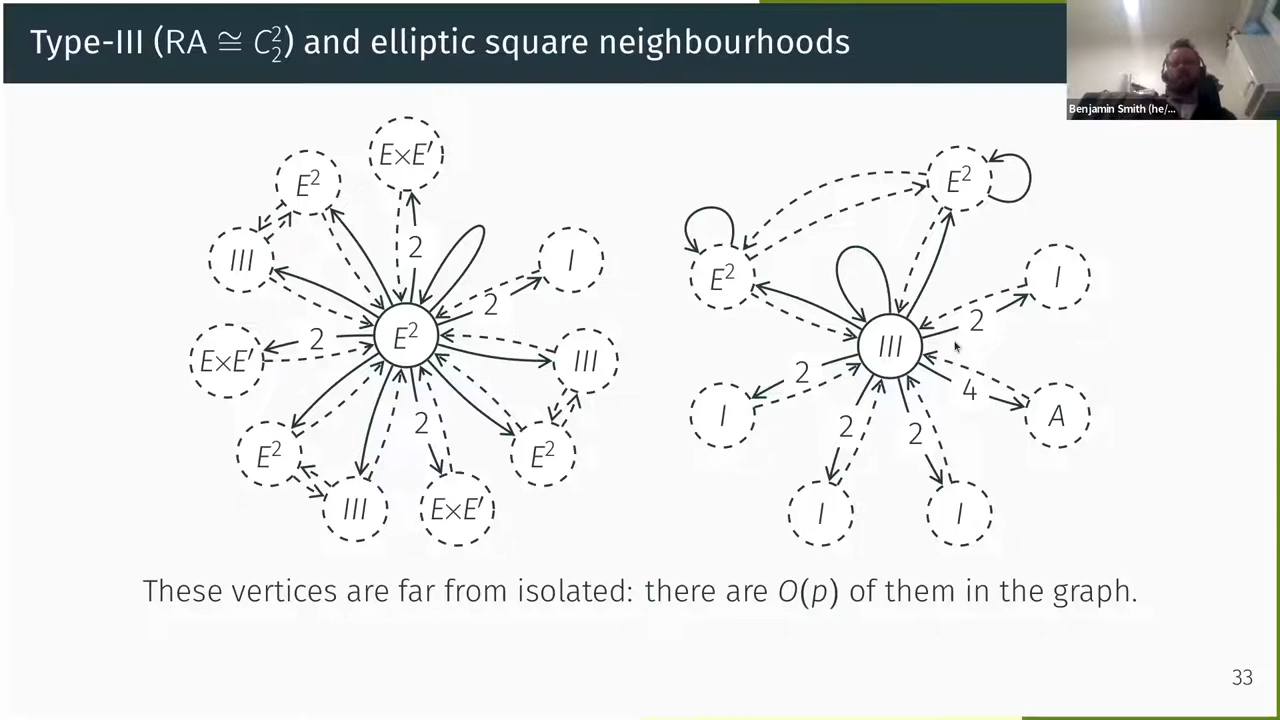 Type-III (RA ≅ C₂²) and elliptic square neighbourhoods
Benjamin Smith (he/...
E×E′
E²
III
2
I
2
E²
E×E′
2
III
2
E²
III
E×E′
E²
E²
E²
I
2
III
2
4
I
A
2
2
I
I
These vertices are far from isolated: there are O(p) of them in the graph.
33